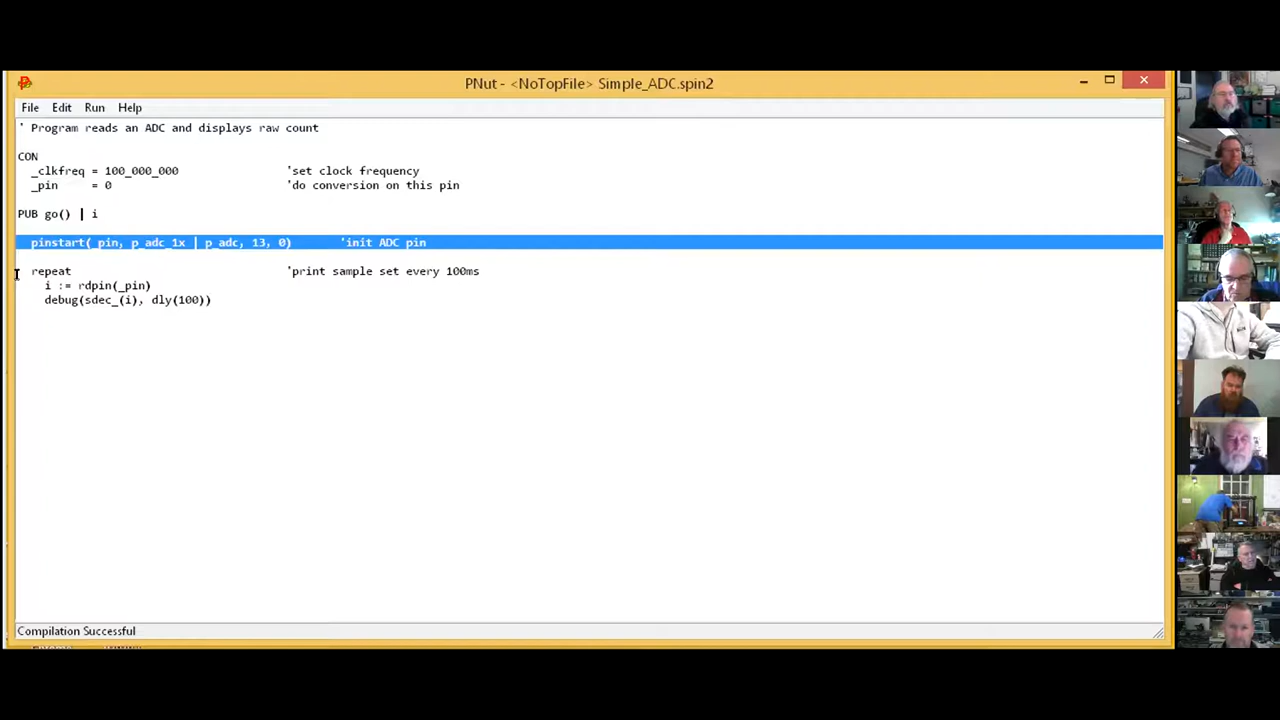 PNut - <NoTopFile> Simple_ADC.spin2
File Edit Run Help
' Program reads an ADC and displays raw count
CON
_clkfreq = 100_000_000 'set clock frequency
_pin = 0 'do conversion on this pin
PUB go() | i
pinstart(_pin, p_adc_1x | p_adc, 13, 0) 'init ADC pin
repeat 'print sample set every 100ms
i := rdpin(_pin)
debug(sdec_(i), dly(100))
Compilation Successful